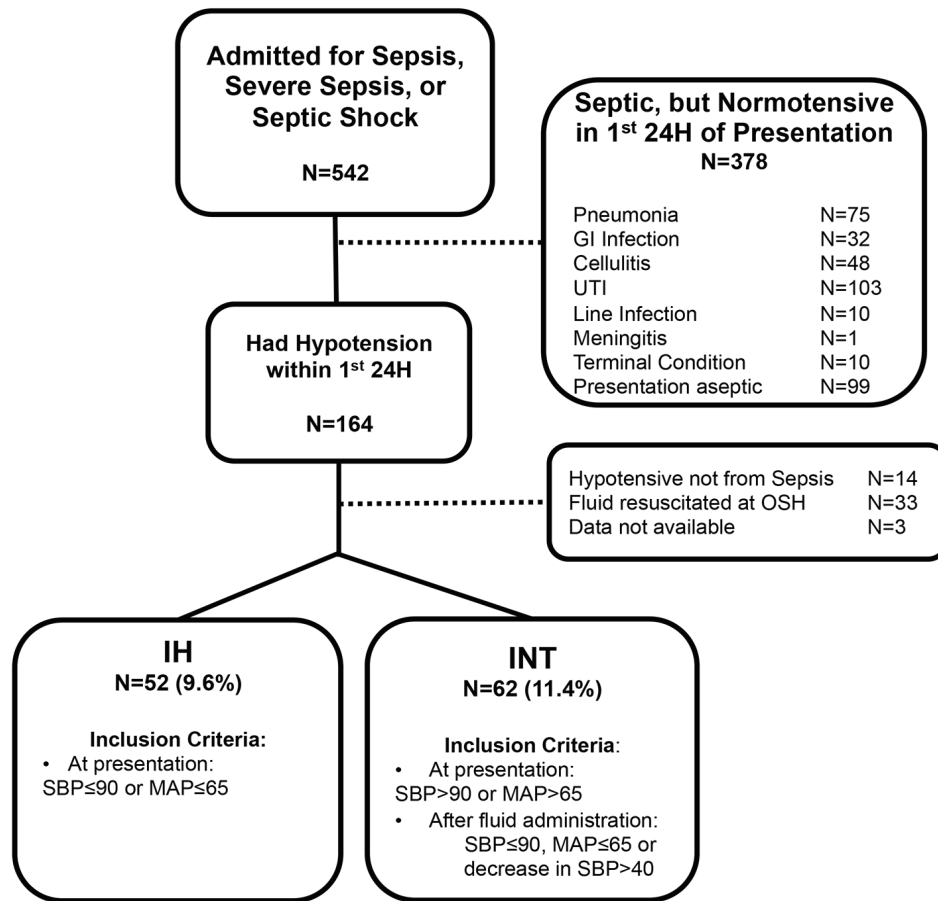 Admitted for Sepsis,
Severe Sepsis, or
Septic Shock
N=542
Septic, but Normotensive
in 1st 24H of Presentation
N=378
Pneumonia N=75
GI Infection N=32
Cellulitis N=48
UTI N=103
Line Infection N=10
Meningitis N=1
Terminal Condition N=10
Presentation aseptic N=99
Had Hypotension
within 1st 24H
N=164
Hypotensive not from Sepsis N=14
Fluid resuscitated at OSH N=33
Data not available N=3
IH
N=52 (9.6%)
Inclusion Criteria:
• At presentation:
SBP≤90 or MAP≤65
INT
N=62 (11.4%)
Inclusion Criteria:
• At presentation:
SBP>90 or MAP>65
• After fluid administration:
SBP≤90, MAP≤65 or
decrease in SBP>40